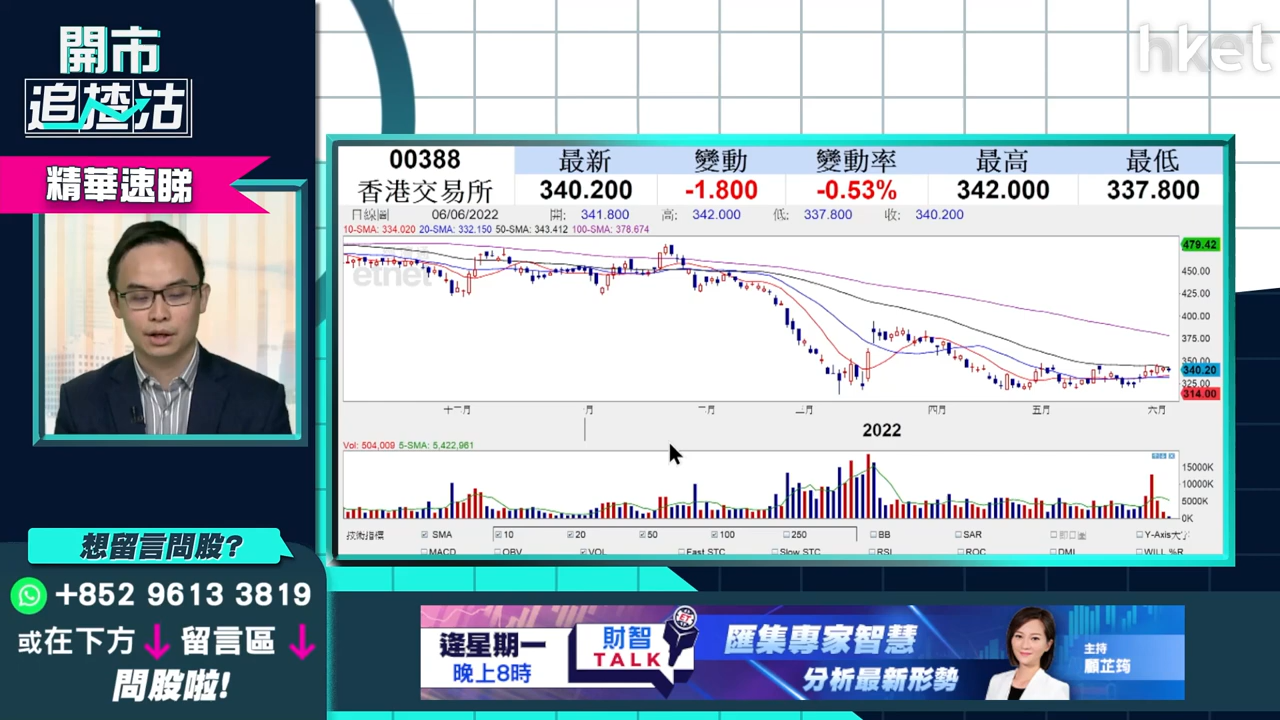 開市
追揸沽
精華速睇
想留言問股?
+852 9613 3819
或在下方 留言區
問股啦!
hket
00388 最新 變動 變動率 最高 最低
香港交易所 340.200 -1.800 -0.53% 342.000 337.800
日線圖 06/06/2022 開: 341.800 高: 342.000 低: 337.800 收: 340.200
10-SMA: 334.020 20-SMA: 332.150 50-SMA: 343.412 100-SMA: 378.674
etnet
479.42
450.00
425.00
400.00
375.00
350.00
340.20
325.00
314.00
十二月 一月 二月 三月 四月 五月 六月
2022
Vol: 504,009 5-SMA: 5,422,961
15000K
10000K
5000K
0K
技術指標 SMA 10 20 50 100 250 BB SAR Y-Axis
MACD OBV VOL Fast STC Slow STC RSI ROC DMI WILL %R
逢星期一
晚上8時
財智
TALK
匯集專家智慧
分析最新形勢
主持
顧芷筠